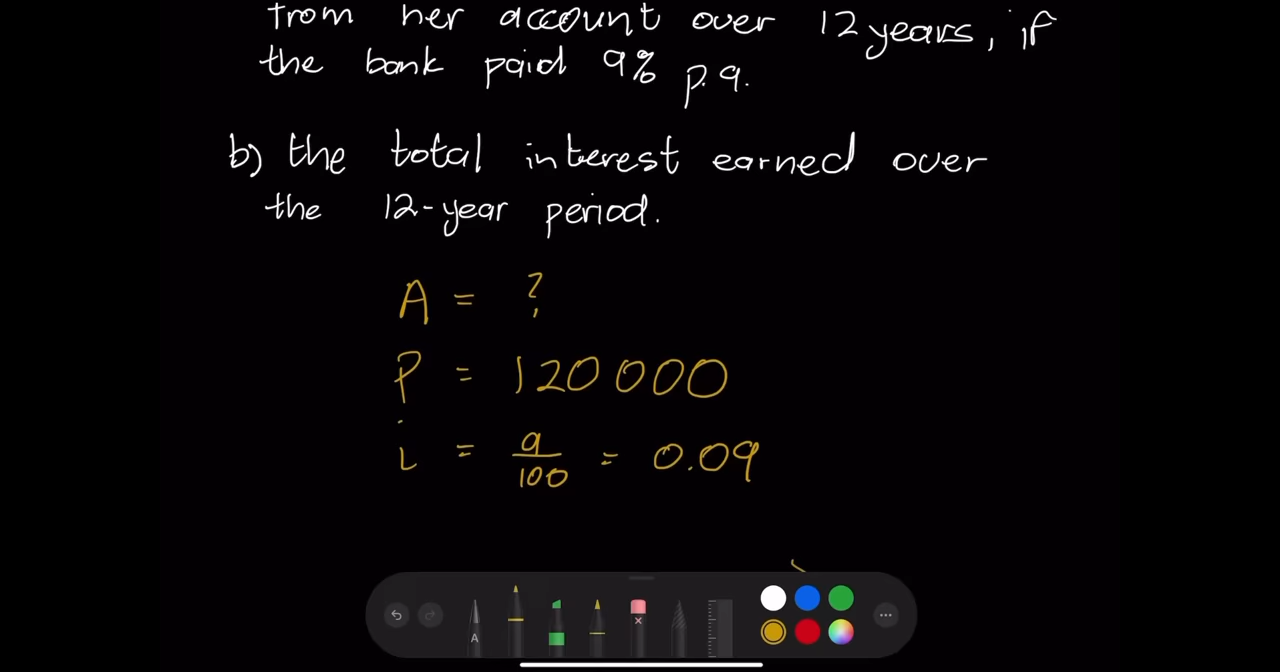 from her account over 12 years, if
the bank paid 9% p.a.
b) the total interest earned over
the 12-year period.
A = ?
P = 120 000
i = 9/100 = 0.09
A